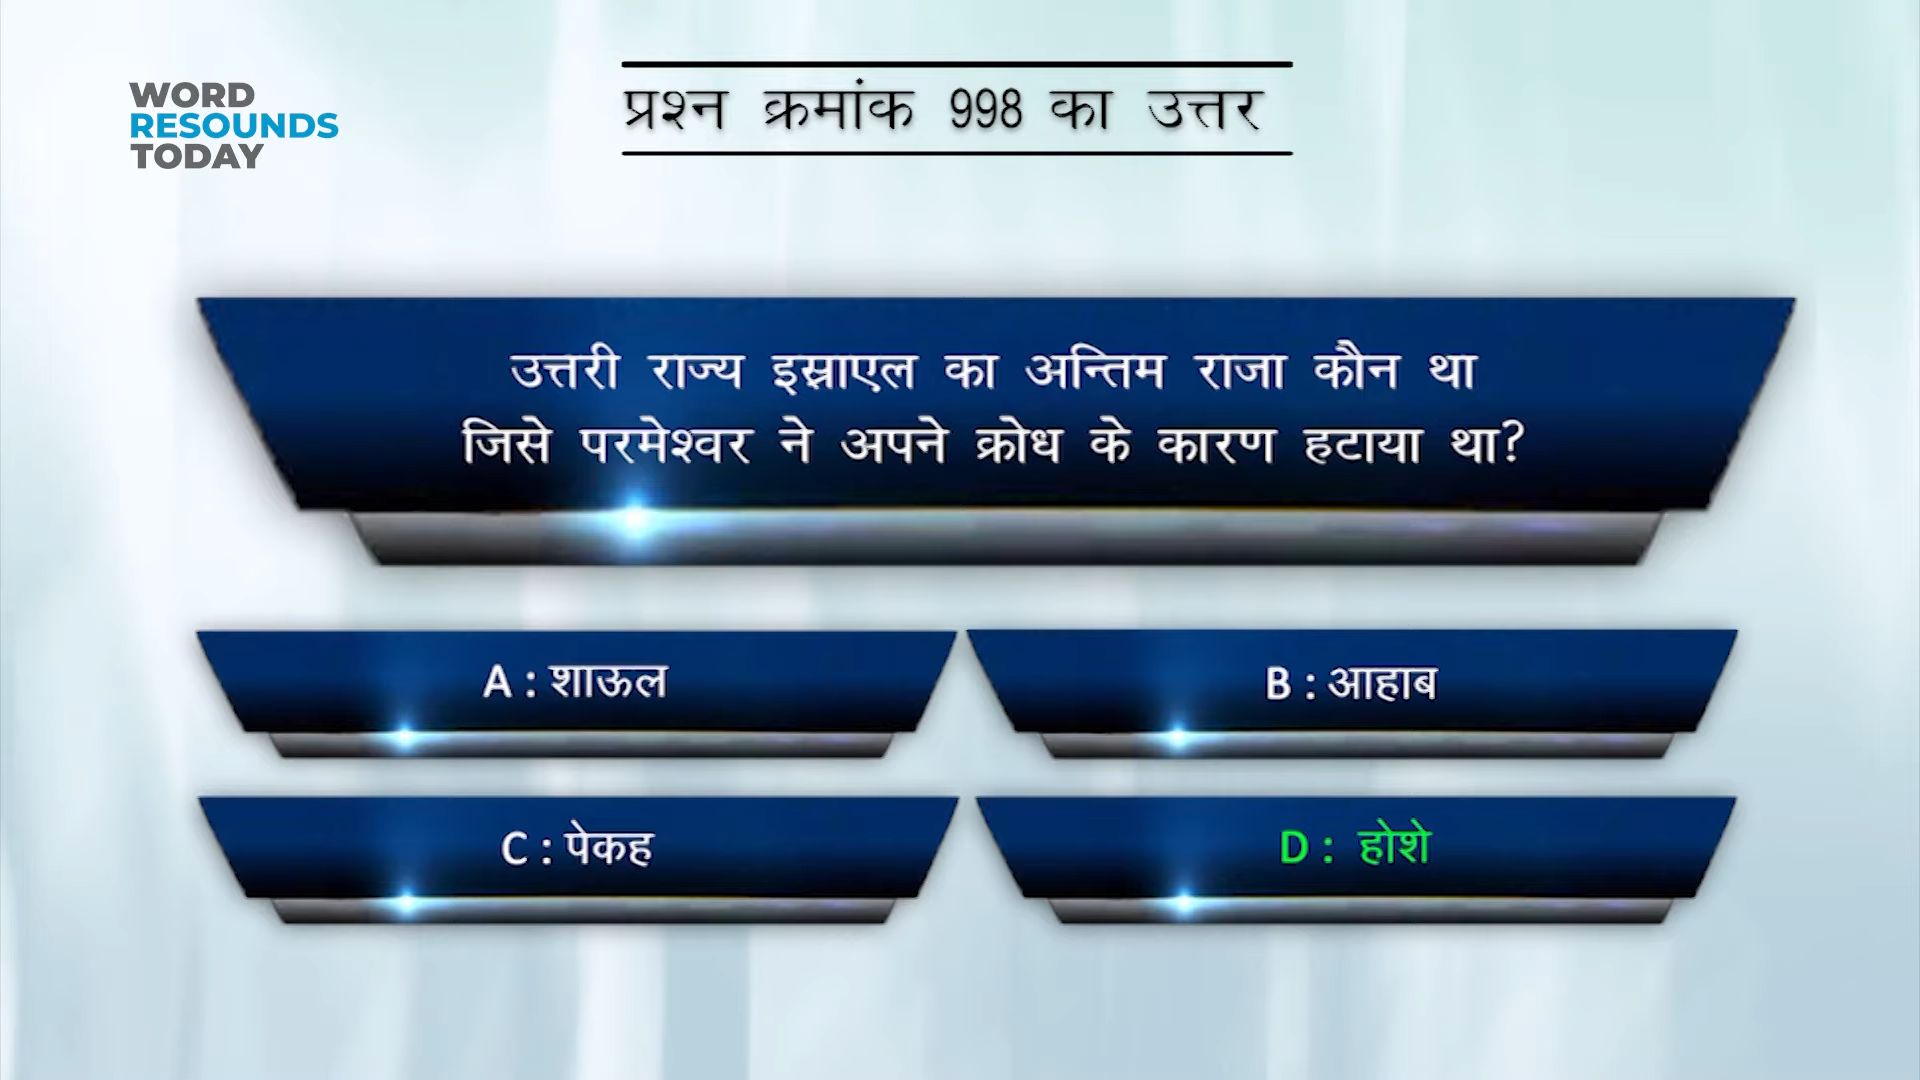 WORD
RESOUNDS
TODAY
प्रश्न क्रमांक 998 का उत्तर
उत्तरी राज्य इस्राएल का अन्तिम राजा कौन था
जिसे परमेश्वर ने अपने क्रोध के कारण हटाया था?
A : शाऊल
B : आहाब
C : पेकह
D : होशे